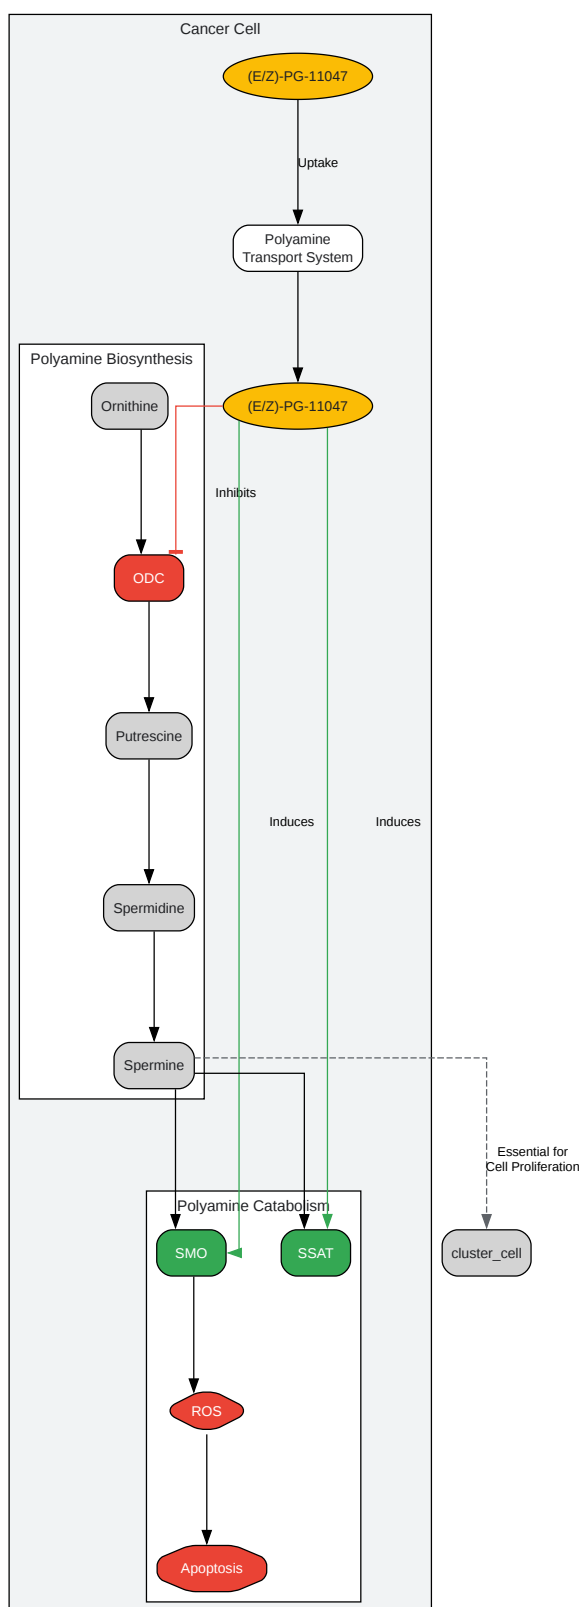 Cancer Cell
(E/Z)-PG-11047
Uptake
Polyamine
Transport System
Polyamine Biosynthesis
Ornithine
(E/Z)-PG-11047
Inhibits
ODC
Putrescine
Induces
Induces
Spermidine
Spermine
Essential for
Cell Proliferation
Polyamine Catabolism
SMO
SSAT
cluster_cell
ROS
Apoptosis